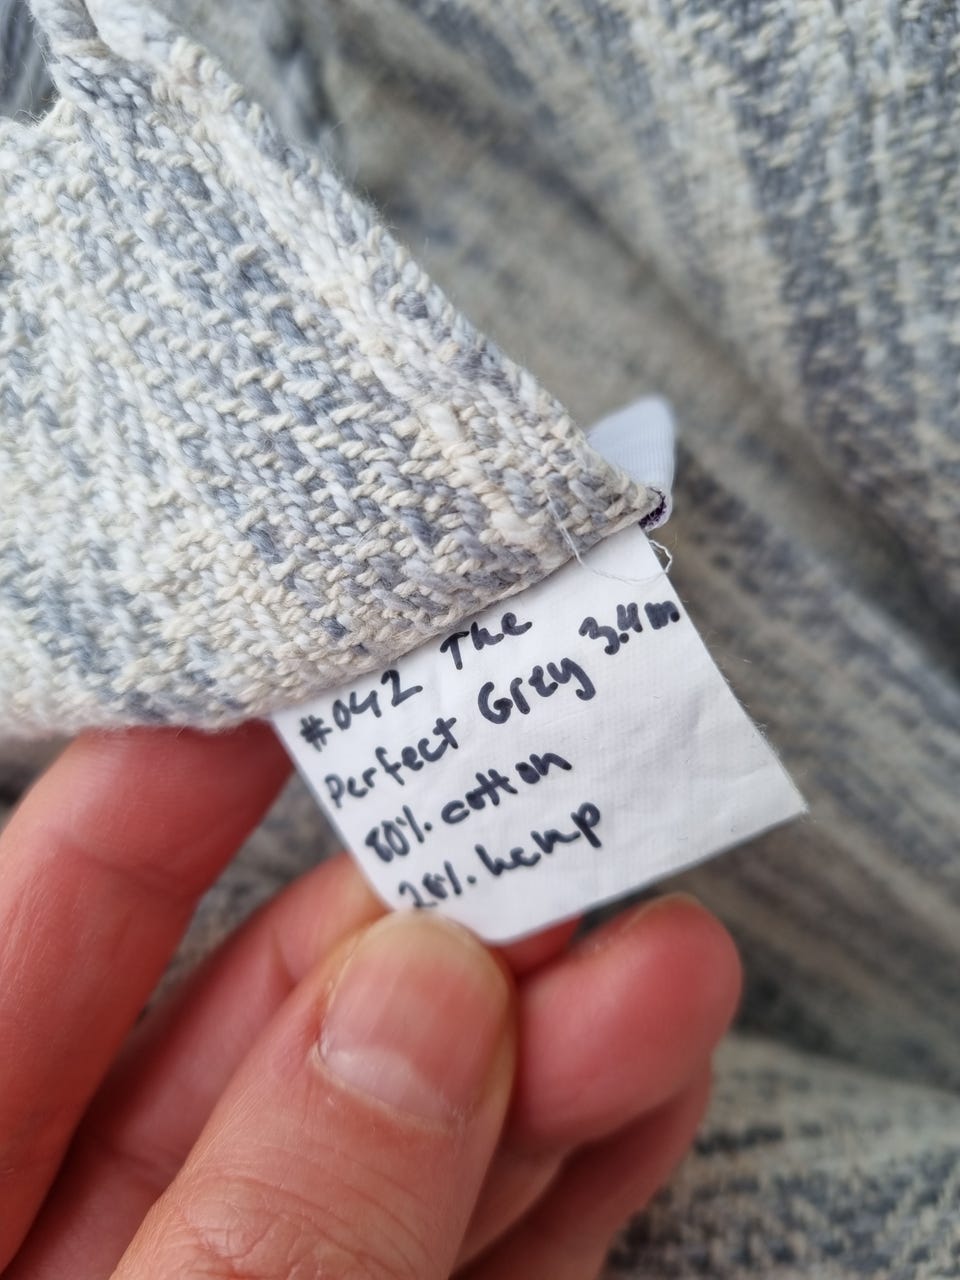 #042 The
Perfect Grey 3.4m
80% cotton
20% hemp